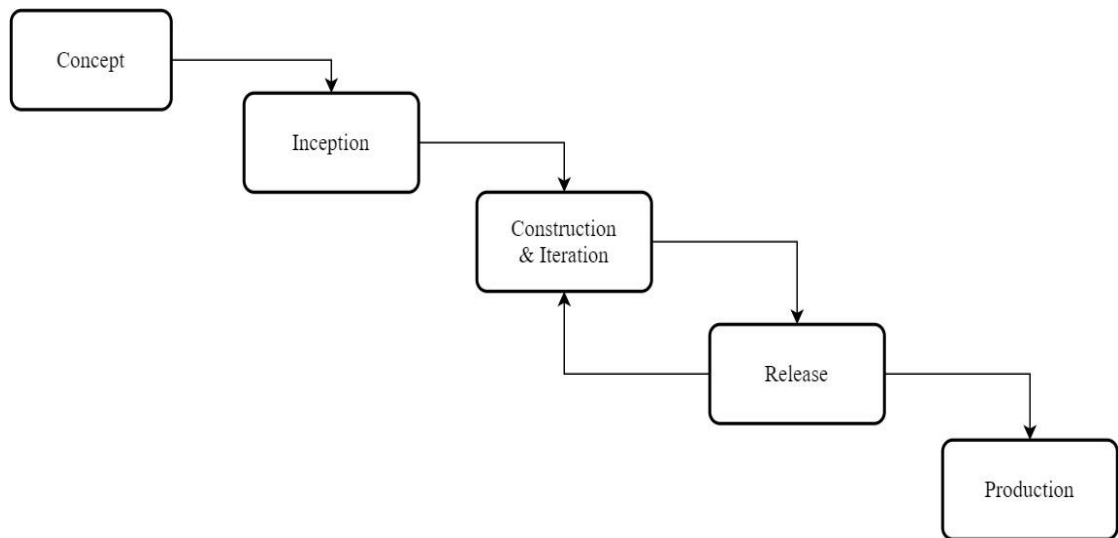 Concept
Inception
Construction
& Iteration
Release
Production